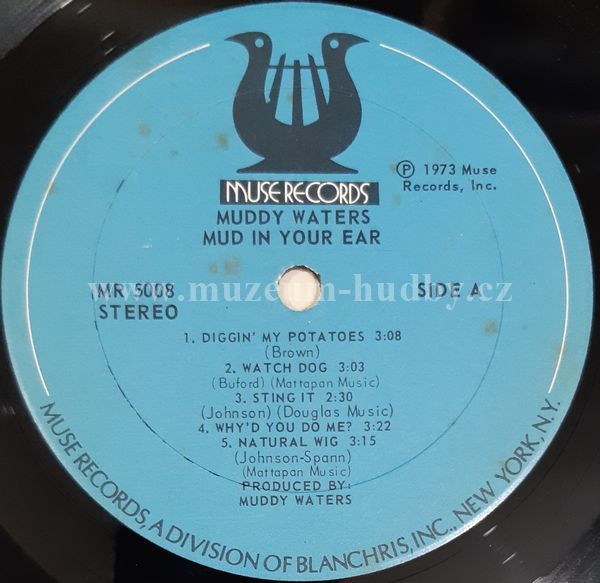 MUSE RECORDS
℗ 1973 Muse
Records, Inc.
MUDDY WATERS
MUD IN YOUR EAR
www.muzeum-hudby.cz
MR 5008
STEREO
SIDE A
1. DIGGIN' MY POTATOES 3:08
(Brown)
2. WATCH DOG 3:03
(Buford) (Mattapan Music)
3. STING IT 2:30
(Johnson) (Douglas Music)
4. WHY'D YOU DO ME? 3:22
5. NATURAL WIG 3:15
(Johnson-Spann)
(Mattapan Music)
PRODUCED BY:
MUDDY WATERS
MUSE RECORDS, A DIVISION OF BLANCHRIS, INC., NEW YORK, N.Y.